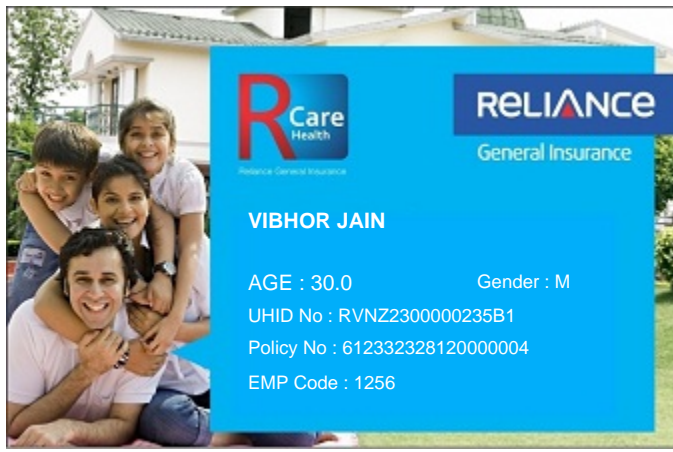 R Care
Health
Reliance General Insurance
RELIANCE
General Insurance
VIBHOR JAIN
AGE : 30.0 Gender : M
UHID No : RVNZ2300000235B1
Policy No : 612332328120000004
EMP Code : 1256